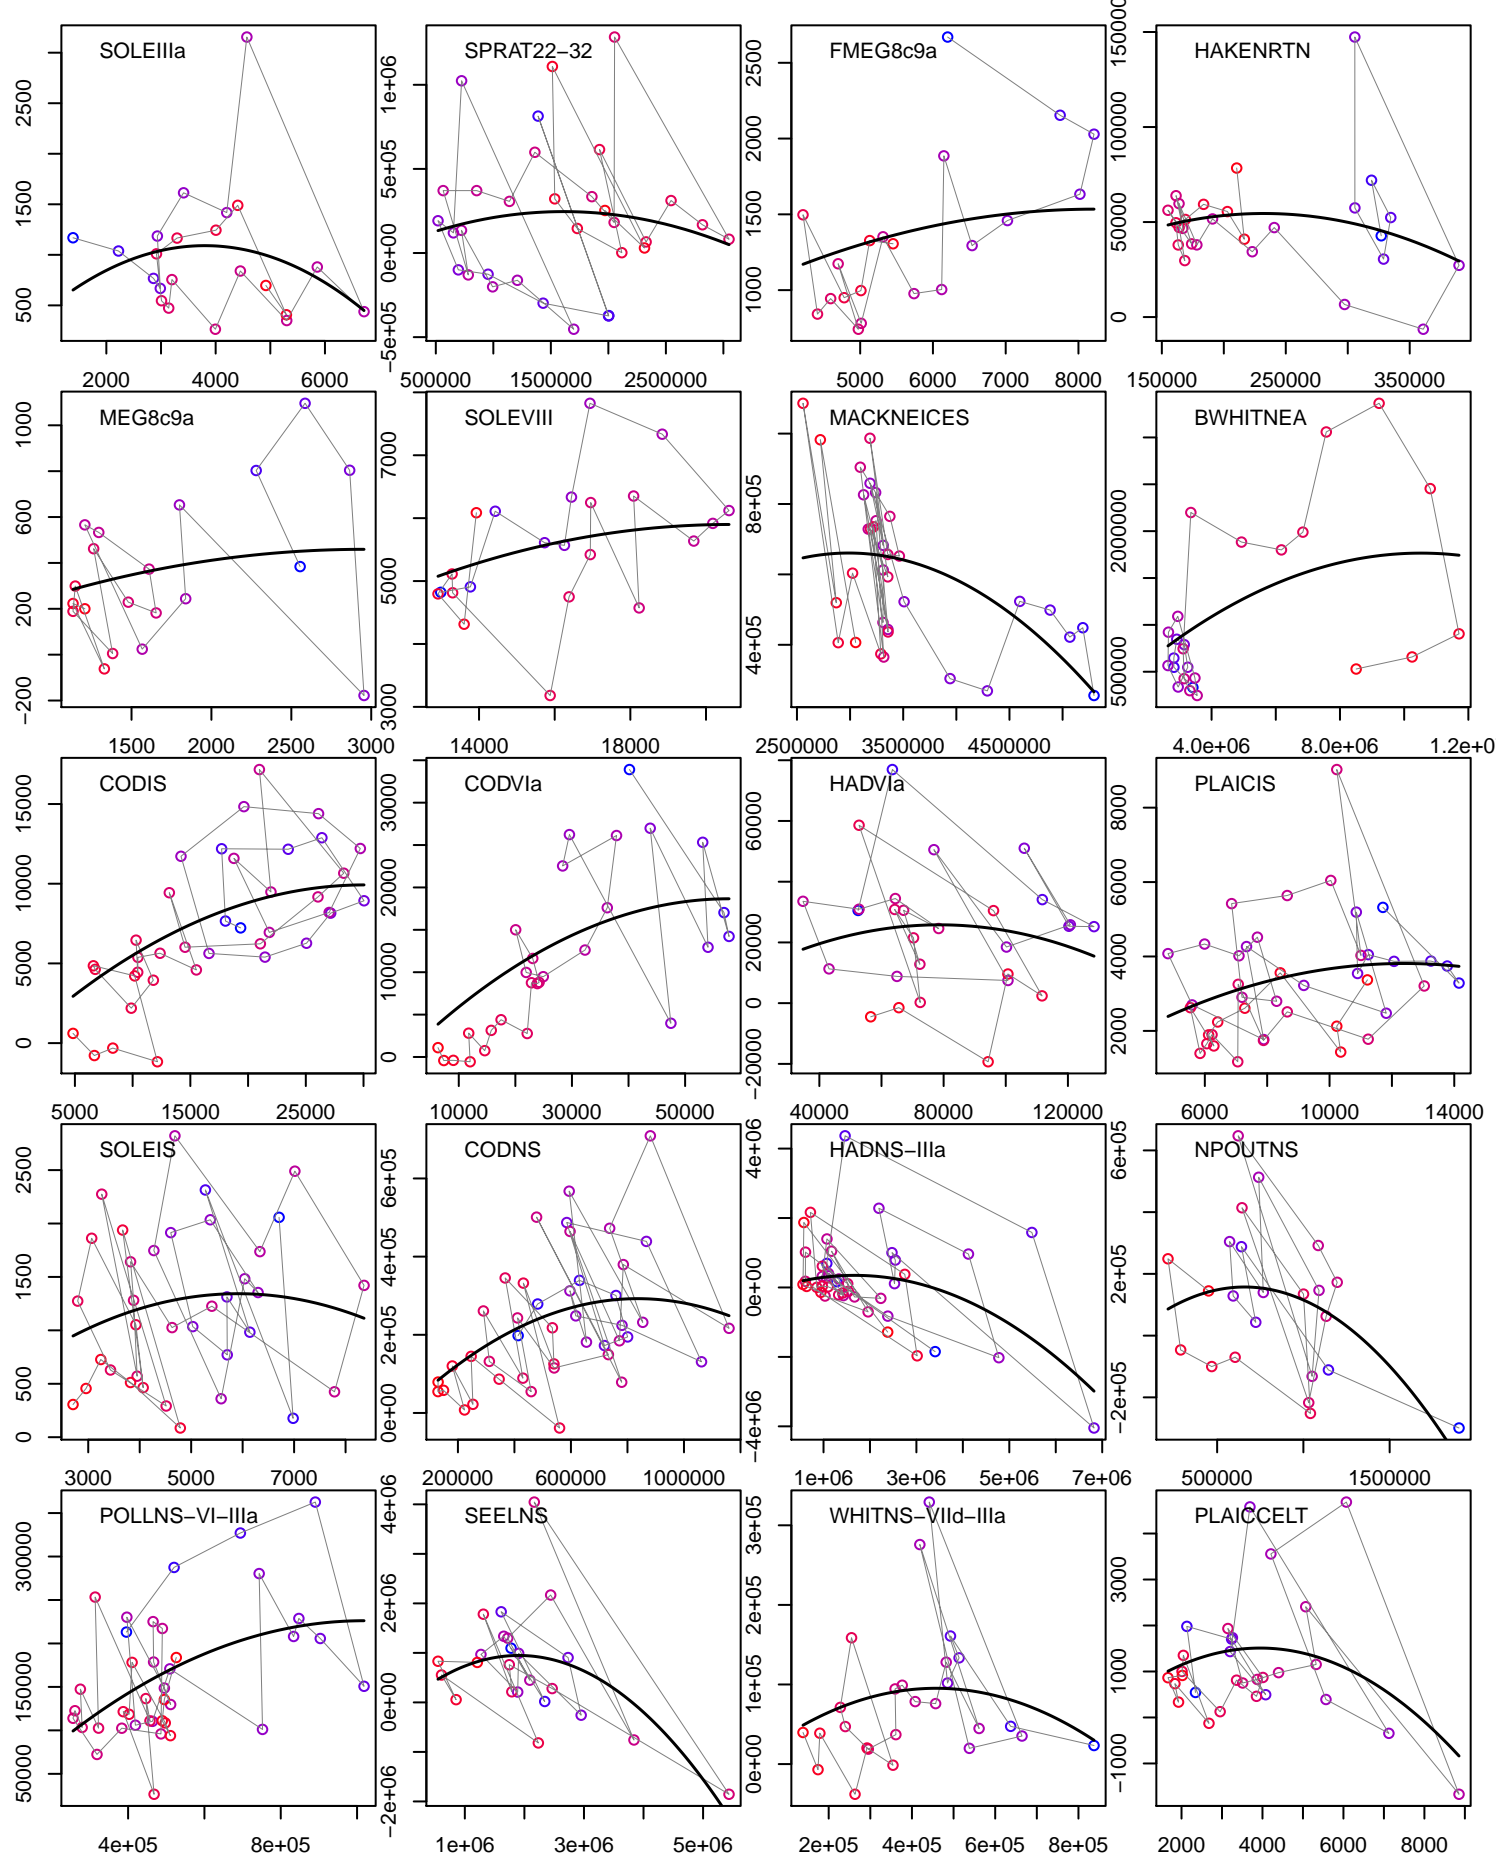 SOLEIIIa SPRAT22−32 FMEG8c9a HAKENRTN
500 1500 2500
−5e+05 0e+00 5e+05 1e+06
1000 1500 2000 2500
0 50000 100000 150000
2000 4000 6000
500000 1500000 2500000
5000 6000 7000 8000
150000 250000 350000
MEG8c9a SOLEVIII MACKNEICES BWHITNEA
−200 200 600 1000
3000 5000 7000
4e+05 8e+05
500000 2000000
1500 2000 2500 3000
14000 18000
2500000 3500000 4500000
4.0e+06 8.0e+06 1.2e+0
CODIS CODVIa HADVIa PLAICIS
0 5000 10000 15000
0 10000 20000 30000
−20000 0 20000 60000
2000 4000 6000 8000
5000 15000 25000
10000 30000 50000
40000 80000 120000
6000 10000 14000
SOLEIS CODNS HADNS−IIIa NPOUTNS
0 500 1500 2500
0e+00 2e+05 4e+05 6e+05
−4e+06 0e+00 4e+06
−2e+05 2e+05 6e+05
3000 5000 7000
200000 600000 1000000
1e+06 3e+06 5e+06 7e+06
500000 1500000
POLLNS−VI−IIIa SEELNS WHITNS−VIId−IIIa PLAICCELT
50000 150000 300000
−2e+06 0e+00 2e+06 4e+06
0e+00 1e+05 2e+05 3e+05
−1000 1000 3000
4e+05 8e+05
1e+06 3e+06 5e+06
2e+05 4e+05 6e+05 8e+05
2000 4000 6000 8000